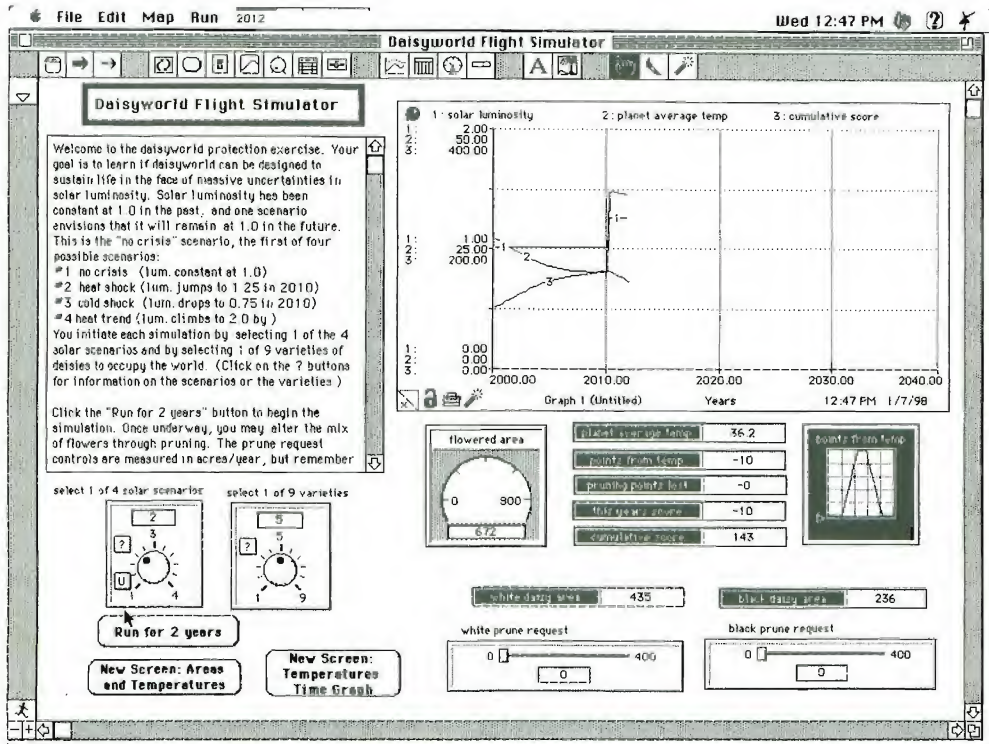 File Edit Map Run 2012
Wed 12:47 PM
Daisyworld Flight Simulator
A
Daisyworld Flight Simulator
Welcome to the daisyworld protection exercise. Your
goal is to learn if daisyworld can be designed to
sustain life in the face of massive uncertainties in
solar luminosity. Solar luminosity has been
constant at 1.0 in the past, and one scenario
envisions that it will remain at 1.0 in the future.
This is the "no crisis" scenario, the first of four
possible scenarios:
#1 no crisis (lum. constant at 1.0)
#2 heat shock (lum. jumps to 1 25 in 2010)
#3 cold shock (lum. drops to 0.75 in 2010)
#4 heat trend (lum. climbs to 2.0 by )
You initiate each simulation by selecting 1 of the 4
solar scenarios and by selecting 1 of 9 varieties of
daisies to occupy the world. (Click on the ? buttons
for information on the scenarios or the varieties )
Click the "Run for 2 years" button to begin the
simulation. Once underway, you may alter the mix
of flowers through pruning. The prune request
controls are measured in acres/year, but remember
1: solar luminosity 2: planet average temp 3: cumulative score
1: 2.00
2: 50.00
3: 400.00
1: 1.00
2: 25.00
3: 200.00
1: 0.00
2: 0.00
3: 0.00
1
2
3
1
2000.00 2010.00 2020.00 2030.00 2040.00
Graph 1 (Untitled) Years 12:47 PM 1/7/98
flowered area
0 900
672
planet average temp 36.2
points from temp -10
pruning points lost -0
this years score -10
cumulative score 143
points from temp
select 1 of 4 solar scenarios
2
3
?
U
1 4
select 1 of 9 varieties
5
5
?
1 9
Run for 2 years
New Screen: Areas
and Temperatures
New Screen:
Temperatures
Time Graph
white daisy area 435
black daisy area 236
white prune request
0 400
0
black prune request
0 400
0